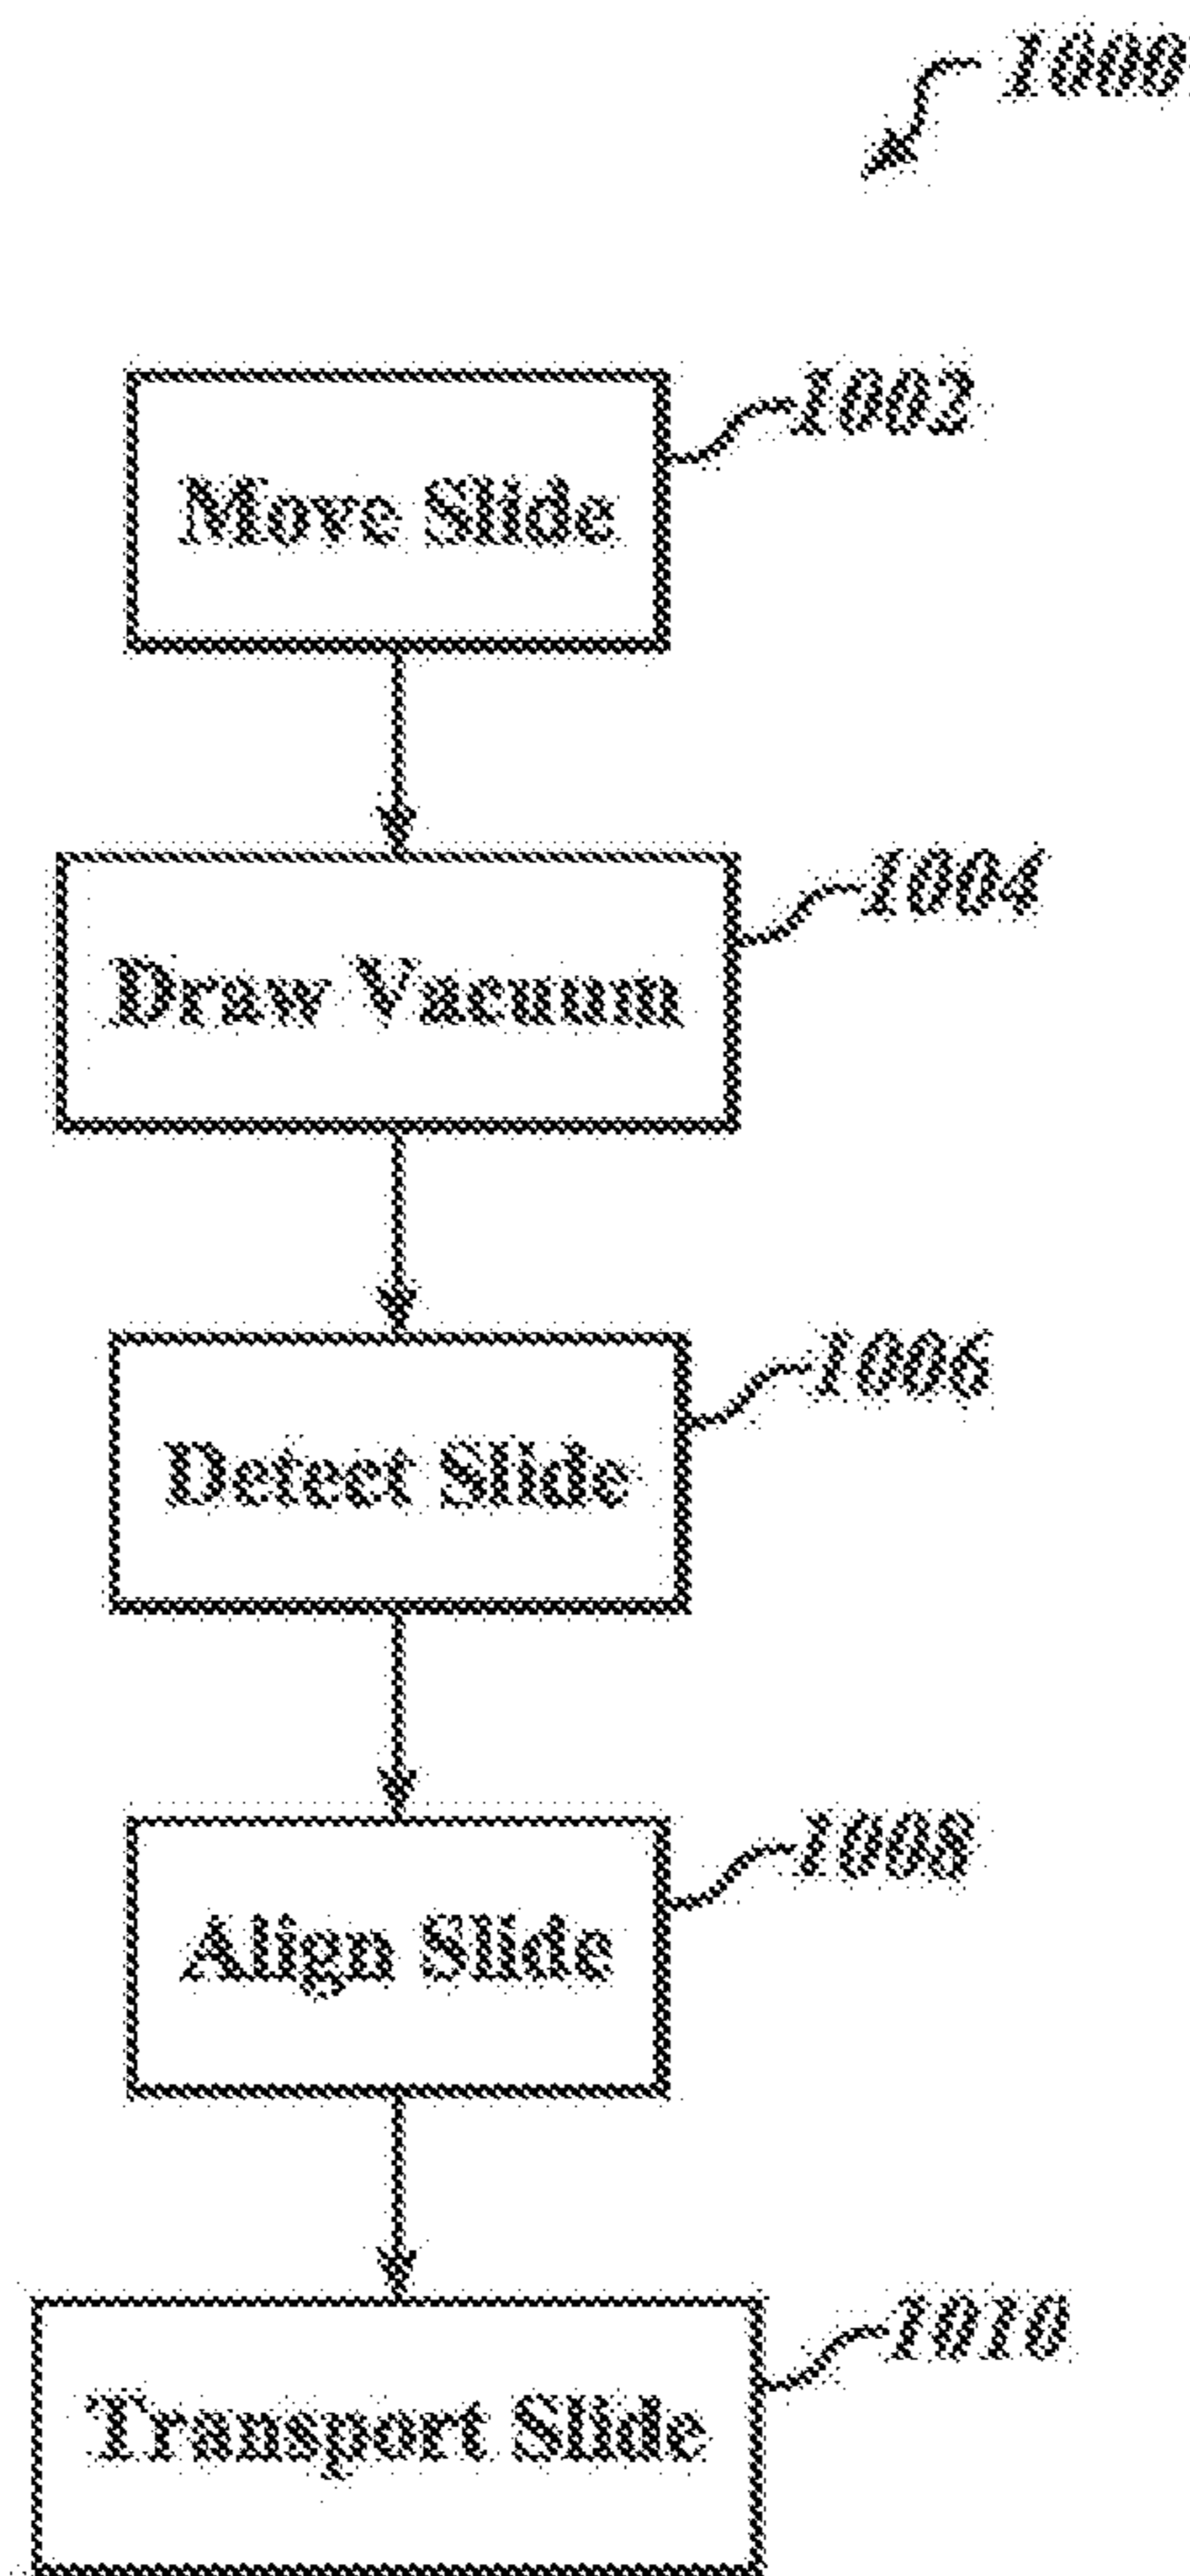 1000
Move Slide
1002
Draw Vacuum
1004
Detect Slide
1006
Align Slide
1008
Transport Slide
1010